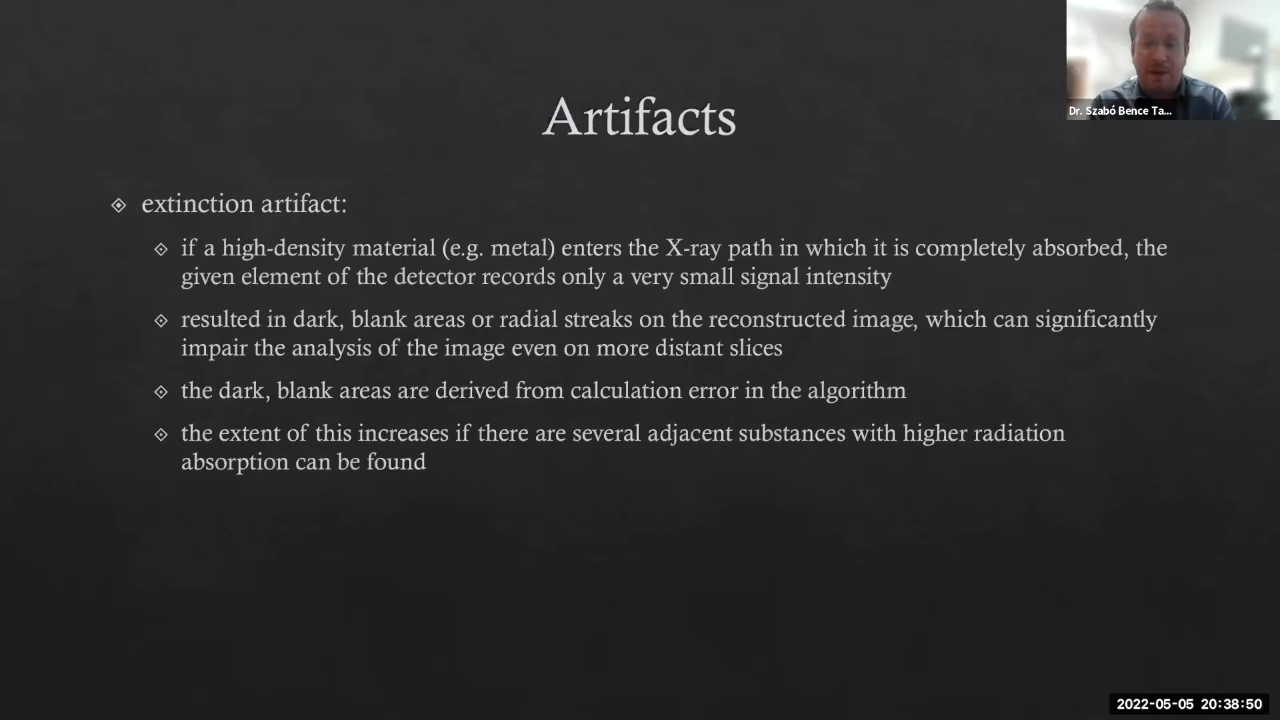 Dr. Szabó Bence Ta...
Artifacts
extinction artifact:
if a high-density material (e.g. metal) enters the X-ray path in which it is completely absorbed, the
given element of the detector records only a very small signal intensity
resulted in dark, blank areas or radial streaks on the reconstructed image, which can significantly
impair the analysis of the image even on more distant slices
the dark, blank areas are derived from calculation error in the algorithm
the extent of this increases if there are several adjacent substances with higher radiation
absorption can be found
2022-05-05 20:38:50